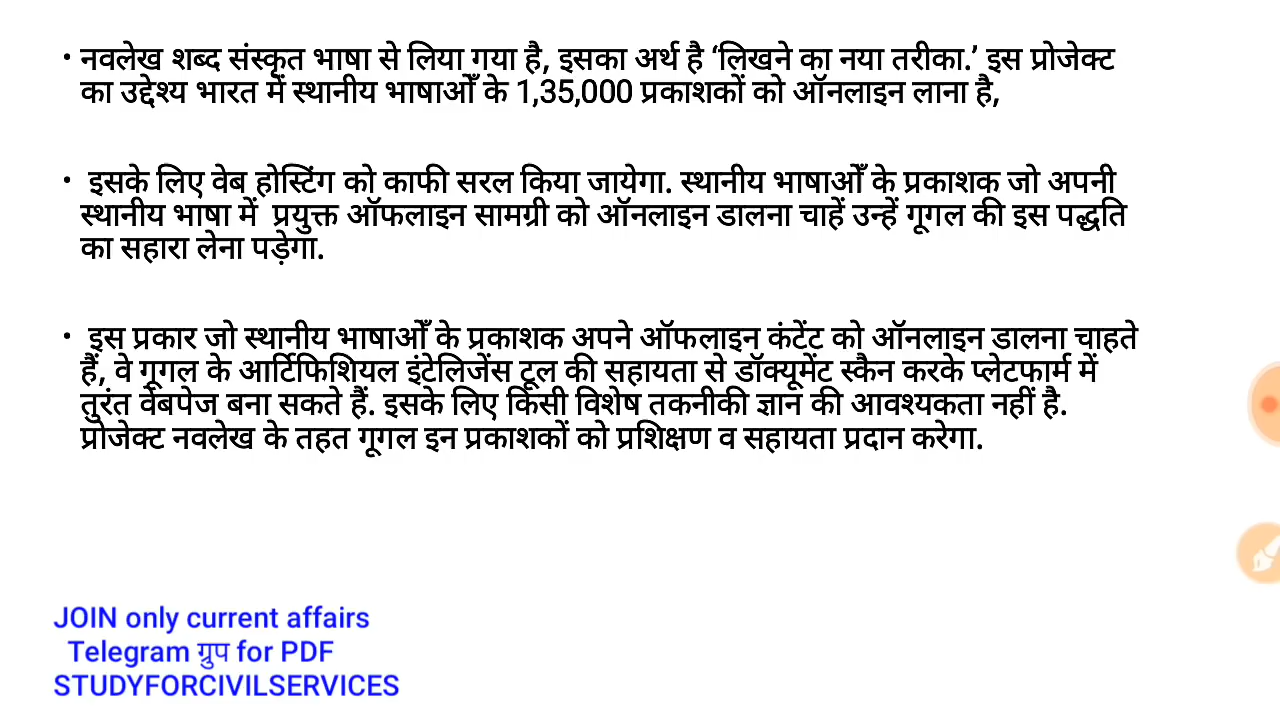 • नवलेख शब्द संस्कृत भाषा से लिया गया है, इसका अर्थ है ‘लिखने का नया तरीका.’ इस प्रोजेक्ट
का उद्देश्य भारत में स्थानीय भाषाओँ के 1,35,000 प्रकाशकों को ऑनलाइन लाना है,
• इसके लिए वेब होस्टिंग को काफी सरल किया जायेगा. स्थानीय भाषाओँ के प्रकाशक जो अपनी
स्थानीय भाषा में प्रयुक्त ऑफलाइन सामग्री को ऑनलाइन डालना चाहें उन्हें गूगल की इस पद्धति
का सहारा लेना पड़ेगा.
• इस प्रकार जो स्थानीय भाषाओँ के प्रकाशक अपने ऑफलाइन कंटेंट को ऑनलाइन डालना चाहते
हैं, वे गूगल के आर्टिफिशियल इंटेलिजेंस टूल की सहायता से डॉक्यूमेंट स्कैन करके प्लेटफार्म में
तुरंत वेबपेज बना सकते हैं. इसके लिए किसी विशेष तकनीकी ज्ञान की आवश्यकता नहीं है.
प्रोजेक्ट नवलेख के तहत गूगल इन प्रकाशकों को प्रशिक्षण व सहायता प्रदान करेगा.
JOIN only current affairs
Telegram ग्रुप for PDF
STUDYFORCIVILSERVICES